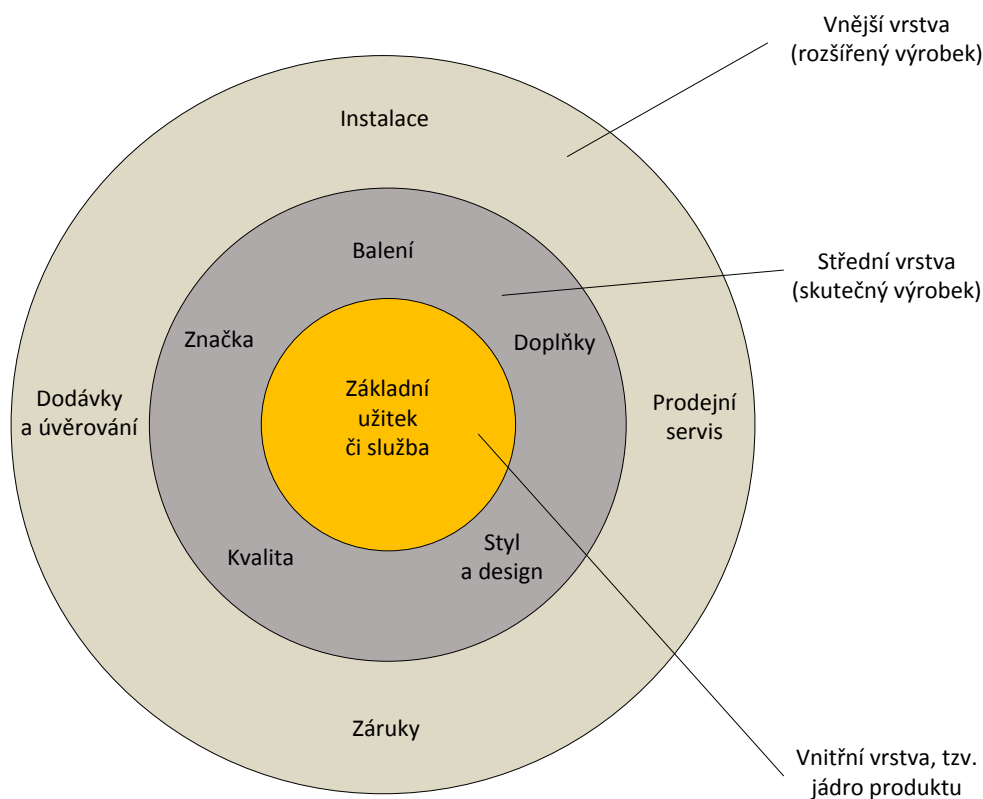 Vnější vrstva
(rozšířený výrobek)
Instalace
Balení
Střední vrstva
(skutečný výrobek)
Značka
Doplňky
Základní
užitek
či služba
Dodávky
a úvěrování
Prodejní
servis
Kvalita
Styl
a design
Záruky
Vnitřní vrstva, tzv.
jádro produktu